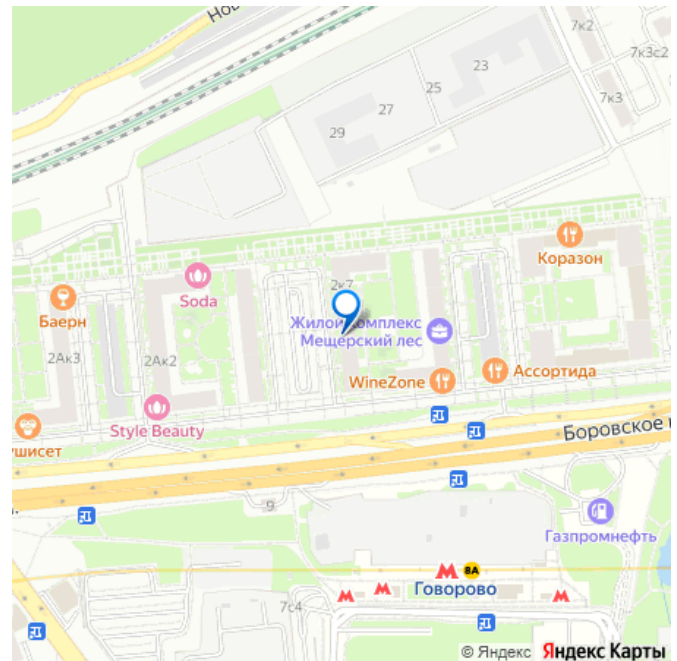 Нов
7к2
23
7к3с2
25
7к3
27
29
Коразон
2к7
Soda
Баерн
Жилой комплекс
Мещерский лес
2Ак3
2Ак2
Ассортида
WineZone
Style Beauty
ушисет
Боровское
9
Газпромнефть
8А
Говорово
7с4
© Яндекс Яндекс Карты